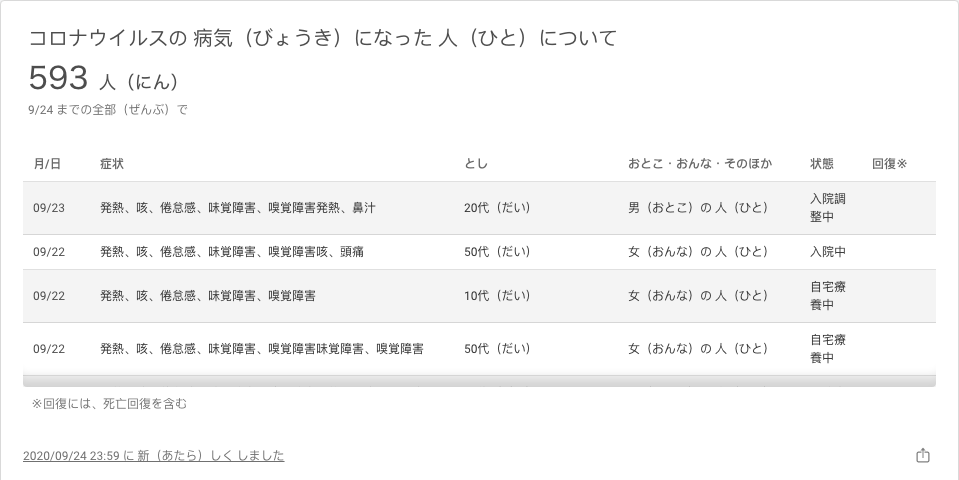 コロナウイルスの 病気（びょうき）になった 人（ひと）について
593 人（にん）
9/24 までの全部（ぜんぶ）で
月/日 症状 とし おとこ・おんな・そのほか 状態 回復※
09/23 発熱、咳、倦怠感、味覚障害、嗅覚障害発熱、鼻汁 20代（だい） 男（おとこ）の 人（ひと） 入院調
整中
09/22 発熱、咳、倦怠感、味覚障害、嗅覚障害咳、頭痛 50代（だい） 女（おんな）の 人（ひと） 入院中
09/22 発熱、咳、倦怠感、味覚障害、嗅覚障害 10代（だい） 女（おんな）の 人（ひと） 自宅療
養中
09/22 発熱、咳、倦怠感、味覚障害、嗅覚障害味覚障害、嗅覚障害 50代（だい） 女（おんな）の 人（ひと） 自宅療
養中
※回復には、死亡回復を含む
2020/09/24 23:59 に 新（あたら）しく しました